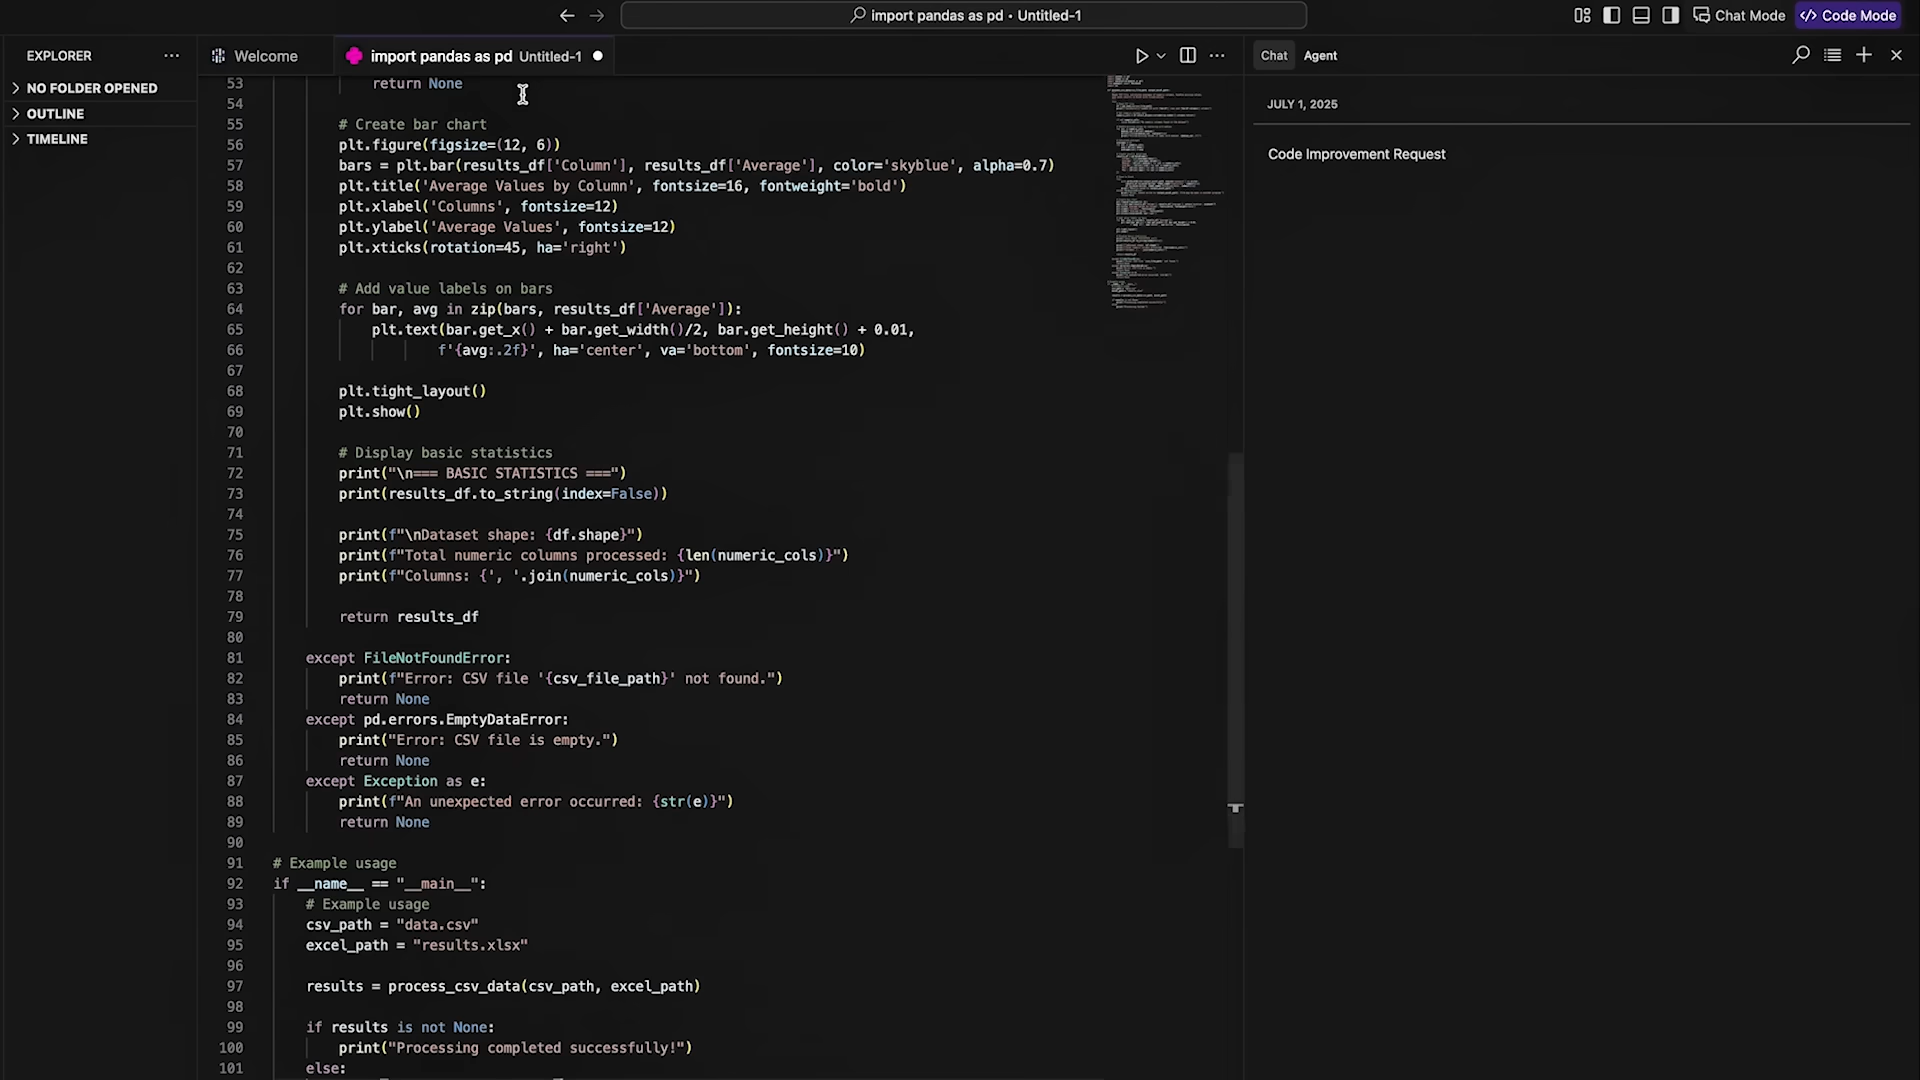 import pandas as pd • Untitled-1
Chat Mode
Code Mode
EXPLORER
Welcome
import pandas as pd Untitled-1
Chat
Agent
NO FOLDER OPENED
OUTLINE
TIMELINE
JULY 1, 2025
Code Improvement Request
53 return None
54
55 # Create bar chart
56 plt.figure(figsize=(12, 6))
57 bars = plt.bar(results_df['Column'], results_df['Average'], color='skyblue', alpha=0.7)
58 plt.title('Average Values by Column', fontsize=16, fontweight='bold')
59 plt.xlabel('Columns', fontsize=12)
60 plt.ylabel('Average Values', fontsize=12)
61 plt.xticks(rotation=45, ha='right')
62
63 # Add value labels on bars
64 for bar, avg in zip(bars, results_df['Average']):
65 plt.text(bar.get_x() + bar.get_width()/2, bar.get_height() + 0.01,
66 f'{avg:.2f}', ha='center', va='bottom', fontsize=10)
67
68 plt.tight_layout()
69 plt.show()
70
71 # Display basic statistics
72 print("\n=== BASIC STATISTICS ===")
73 print(results_df.to_string(index=False))
74
75 print(f"\nDataset shape: {df.shape}")
76 print(f"Total numeric columns processed: {len(numeric_cols)}")
77 print(f"Columns: {', '.join(numeric_cols)}")
78
79 return results_df
80
81 except FileNotFoundError:
82 print(f"Error: CSV file '{csv_file_path}' not found.")
83 return None
84 except pd.errors.EmptyDataError:
85 print("Error: CSV file is empty.")
86 return None
87 except Exception as e:
88 print(f"An unexpected error occurred: {str(e)}")
89 return None
90
91 # Example usage
92 if __name__ == "__main__":
93 # Example usage
94 csv_path = "data.csv"
95 excel_path = "results.xlsx"
96
97 results = process_csv_data(csv_path, excel_path)
98
99 if results is not None:
100 print("Processing completed successfully!")
101 else: